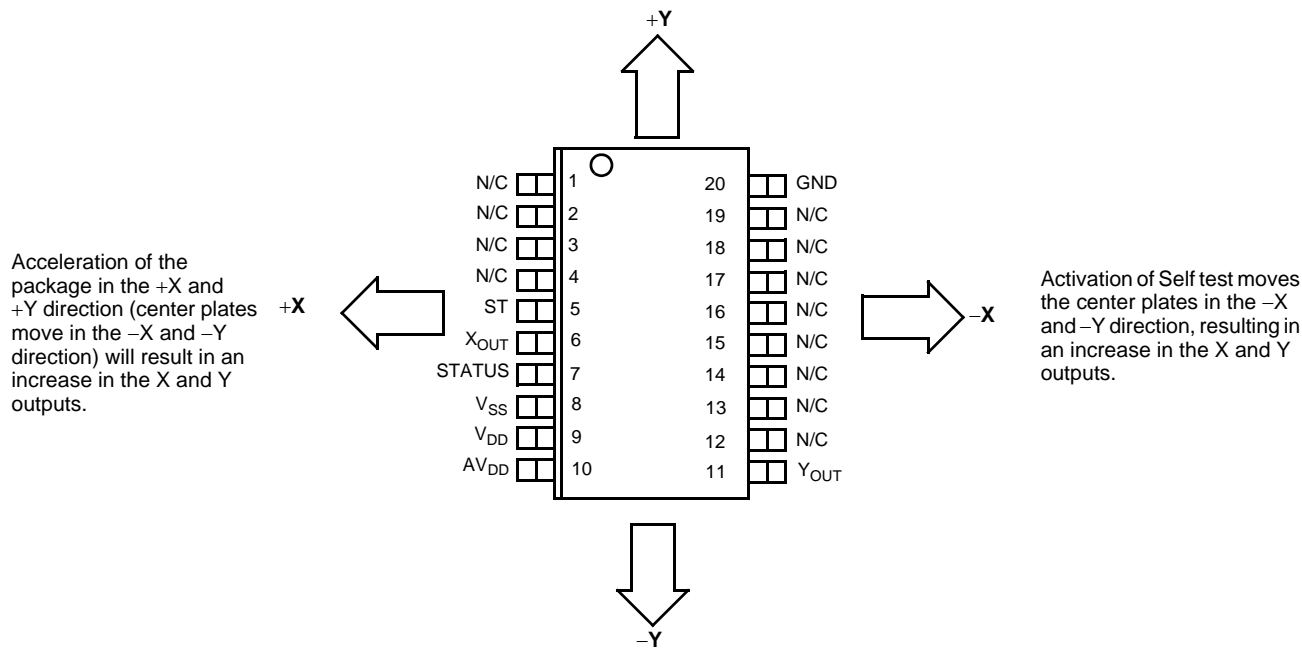 +Y
N/C 1 20 GND
N/C 2 19 N/C
N/C 3 18 N/C
N/C 4 17 N/C
ST 5 16 N/C
XOUT 6 15 N/C
STATUS 7 14 N/C
VSS 8 13 N/C
VDD 9 12 N/C
AVDD 10 11 YOUT
Acceleration of the
package in the +X and
+Y direction (center plates
move in the −X and −Y
direction) will result in an
increase in the X and Y
outputs.
+X
−X
Activation of Self test moves
the center plates in the −X
and −Y direction, resulting in
an increase in the X and Y
outputs.
−Y